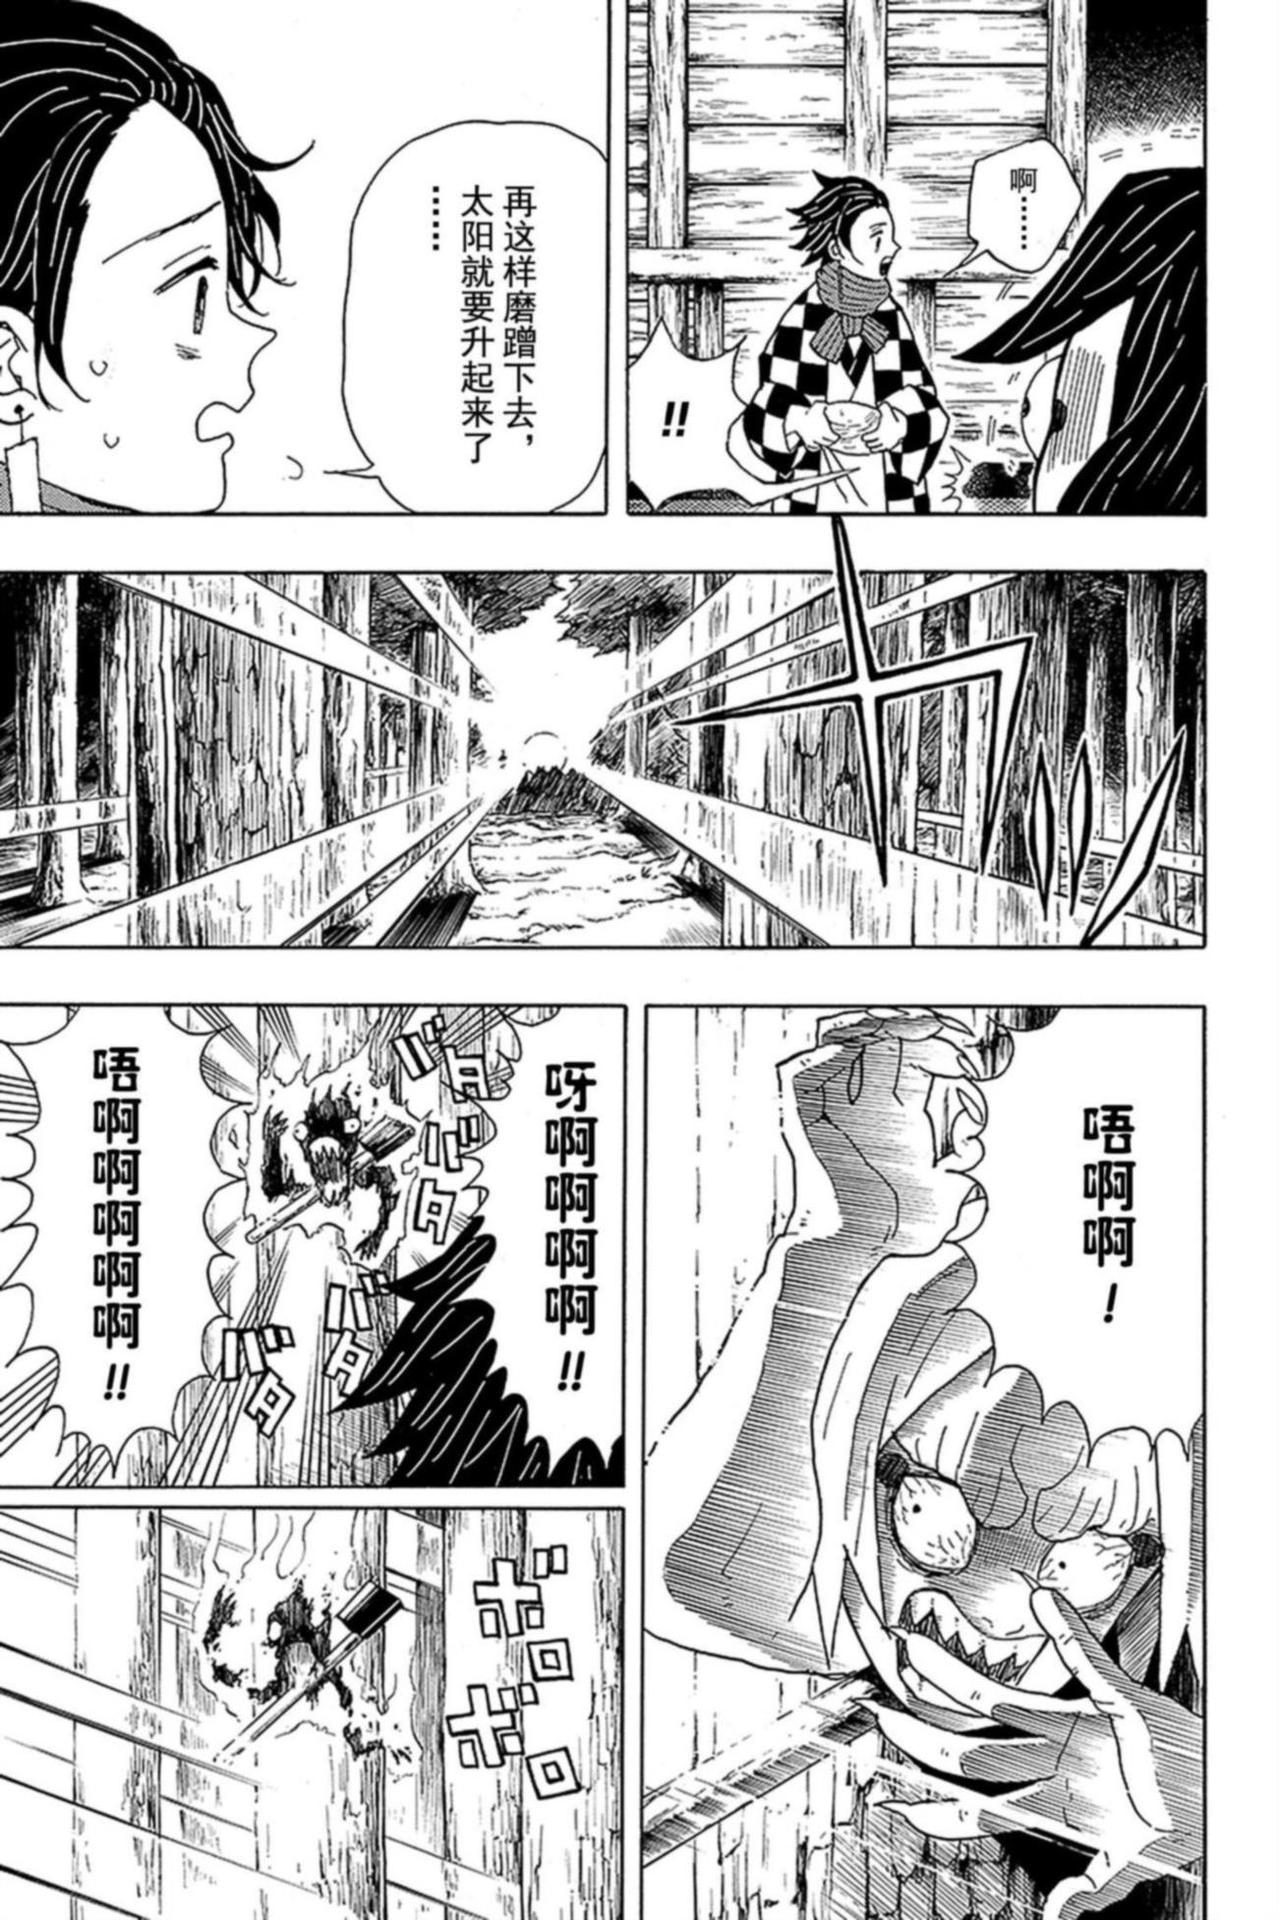 啊
……
!!
再这样磨蹭下去，
太阳就要升起来了
……
カッ
唔啊啊！
呀啊啊啊啊!!
唔啊啊啊啊啊!!
バタ
バタ
バタ
バタ
ボロ
ボロ